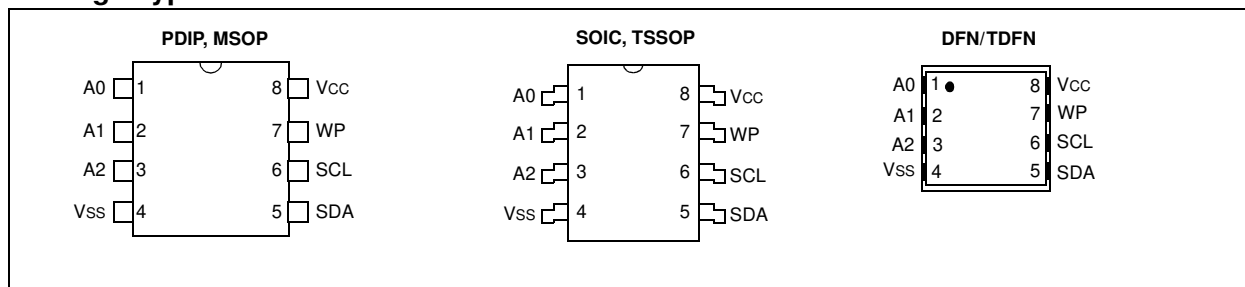 PDIP, MSOP
A0 1 8 VCC
A1 2 7 WP
A2 3 6 SCL
VSS 4 5 SDA
SOIC, TSSOP
A0 1 8 VCC
A1 2 7 WP
A2 3 6 SCL
VSS 4 5 SDA
DFN/TDFN
A0 1 8 VCC
A1 2 7 WP
A2 3 6 SCL
VSS 4 5 SDA